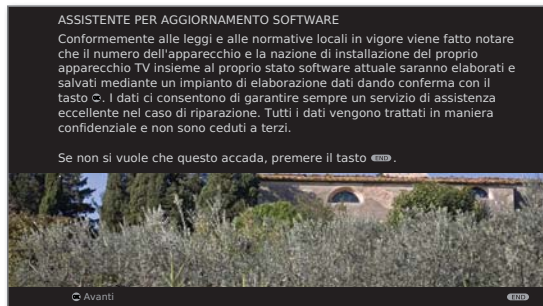 ASSISTENTE PER AGGIORNAMENTO SOFTWARE
Conformemente alle leggi e alle normative locali in vigore viene fatto notare
che il numero dell'apparecchio e la nazione di installazione del proprio
apparecchio TV insieme al proprio stato software attuale saranno elaborati e
salvati mediante un impianto di elaborazione dati dando conferma con il
tasto OK. I dati ci consentono di garantire sempre un servizio di assistenza
eccellente nel caso di riparazione. Tutti i dati vengono trattati in maniera
confidenziale e non sono ceduti a terzi.
Se non si vuole che questo accada, premere il tasto END.
OK Avanti
END